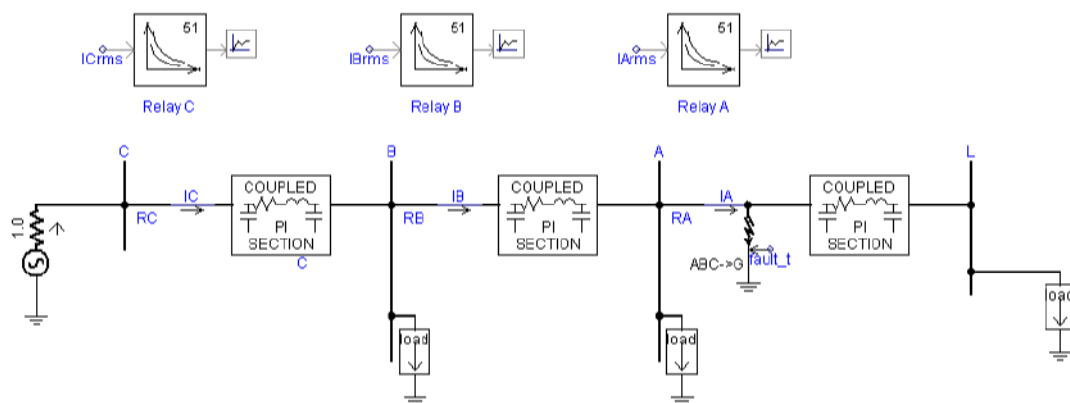 51
51
51
ICrms
IBrms
IArms
Relay C
Relay B
Relay A
C
B
A
L
IC
COUPLED
PI
SECTION
C
RC
IB
COUPLED
PI
SECTION
RB
IA
COUPLED
PI
SECTION
RA
1.0
S
ABC->G
fault_t
load
load
load